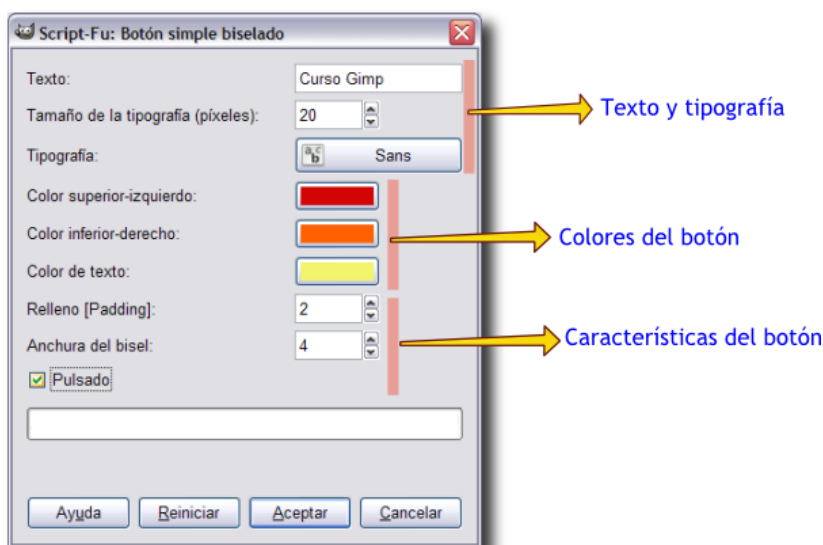 Script-Fu: Botón simple biselado
Texto:
Curso Gimp
Tamaño de la tipografía (píxeles):
20
Tipografía:
Sans
Texto y tipografía
Color superior-izquierdo:
Color inferior-derecho:
Color de texto:
Colores del botón
Relleno [Padding]:
2
Anchura del bisel:
4
Pulsado
Característicias del botón
Ayuda
Reiniciar
Aceptar
Cancelar